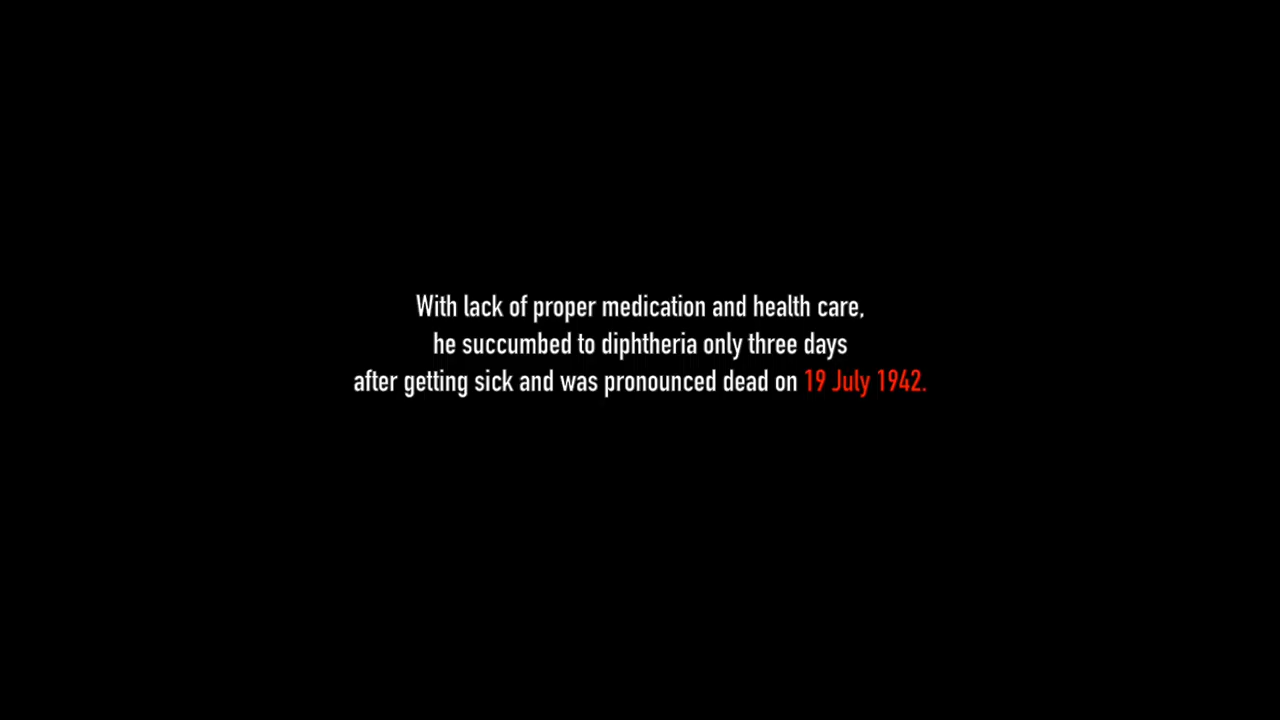 With lack of proper medication and health care,
he succumbed to diphtheria only three days
after getting sick and was pronounced dead on 19 July 1942.